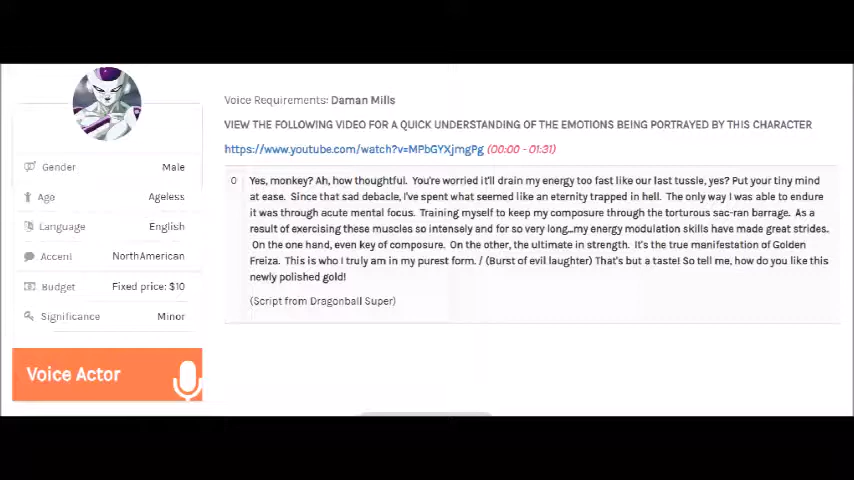 Voice Requirements: Daman Mills
VIEW THE FOLLOWING VIDEO FOR A QUICK UNDERSTANDING OF THE EMOTIONS BEING PORTRAYED BY THIS CHARACTER
https://www.youtube.com/watch?v=MPbGYXjmgPg (00:00 - 01:31)
Gender Male
Age Ageless
Language English
Accent NorthAmerican
Budget Fixed price: $10
Significance Minor
Voice Actor
0 Yes, monkey? Ah, how thoughtful. You're worried it'll drain my energy too fast like our last tussle, yes? Put your tiny mind
at ease. Since that sad debacle, I've spent what seemed like an eternity trapped in hell. The only way I was able to endure
it was through acute mental focus. Training myself to keep my composure through the torturous sac-ran barrage. As a
result of exercising these muscles so intensely and for so very long...my energy modulation skills have made great strides.
On the one hand, even key of composure. On the other, the ultimate in strength. It's the true manifestation of Golden
Freiza. This is who I truly am in my purest form. / (Burst of evil laughter) That's but a taste! So tell me, how do you like this
newly polished gold!
(Script from Dragonball Super)